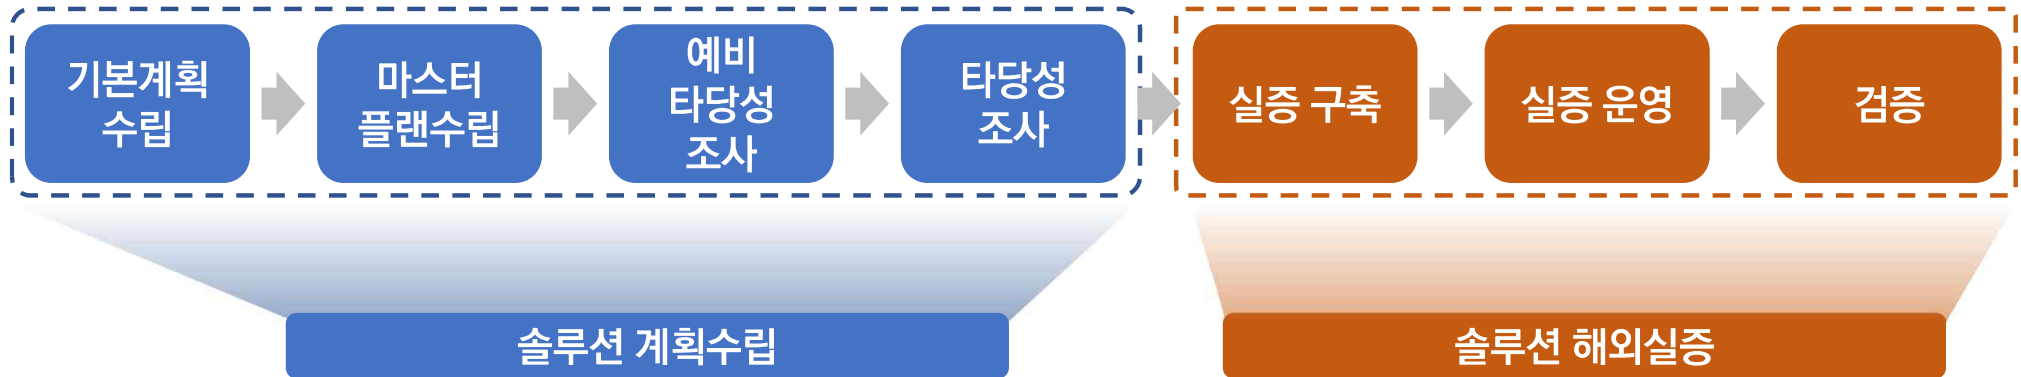 기본계획
수립
마스터
플랜수립
예비
타당성
조사
타당성
조사
실증 구축
실증 운영
검증
솔루션 계획수립
솔루션 해외실증